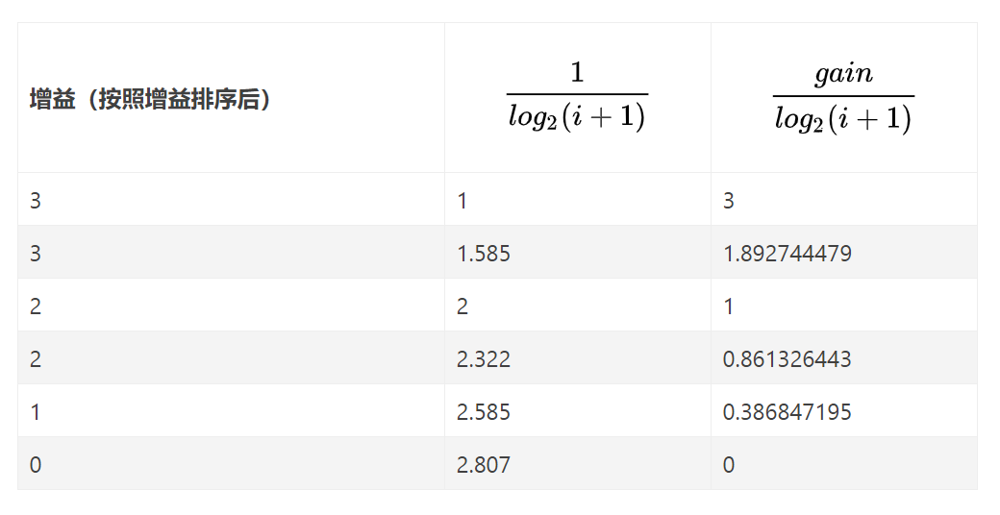 增益（按照增益排序后） \frac{1}{log_2(i+1)} \frac{gain}{log_2(i+1)}
3 1 3
3 1.585 1.892744479
2 2 1
2 2.322 0.861326443
1 2.585 0.386847195
0 2.807 0